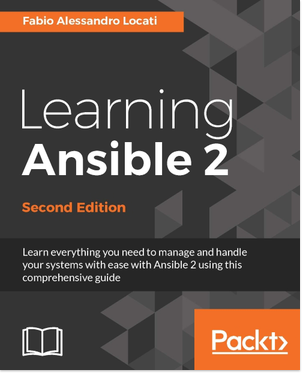 Fabio Alessandro Locati
Learning
Ansible 2
Second Edition
Learn everything you need to manage and handle
your systems with ease with Ansible 2 using this
comprehensive guide
Packt>